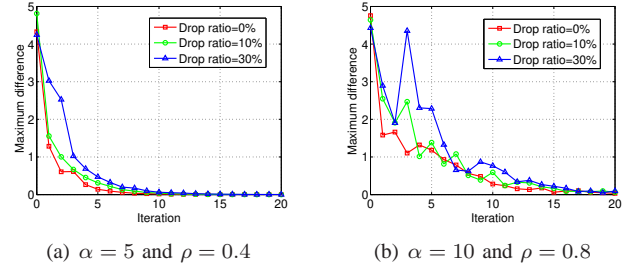 Maximum difference
5
4
3
2
1
0
0 5 10 15 20
Iteration
Drop ratio=0%
Drop ratio=10%
Drop ratio=30%
(a) α = 5 and ρ = 0.4
Maximum difference
5
4
3
2
1
0
0 5 10 15 20
Iteration
Drop ratio=0%
Drop ratio=10%
Drop ratio=30%
(b) α = 10 and ρ = 0.8